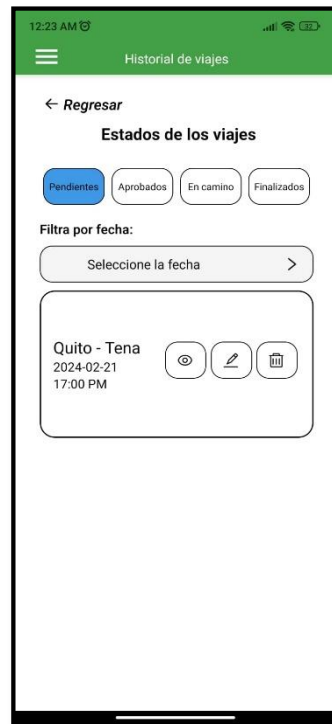 12:23 AM 32
Historial de viajes
← Regresar
Estados de los viajes
Pendientes Aprobados En camino Finalizados
Filtra por fecha:
Seleccione la fecha >
Quito - Tena
2024-02-21
17:00 PM